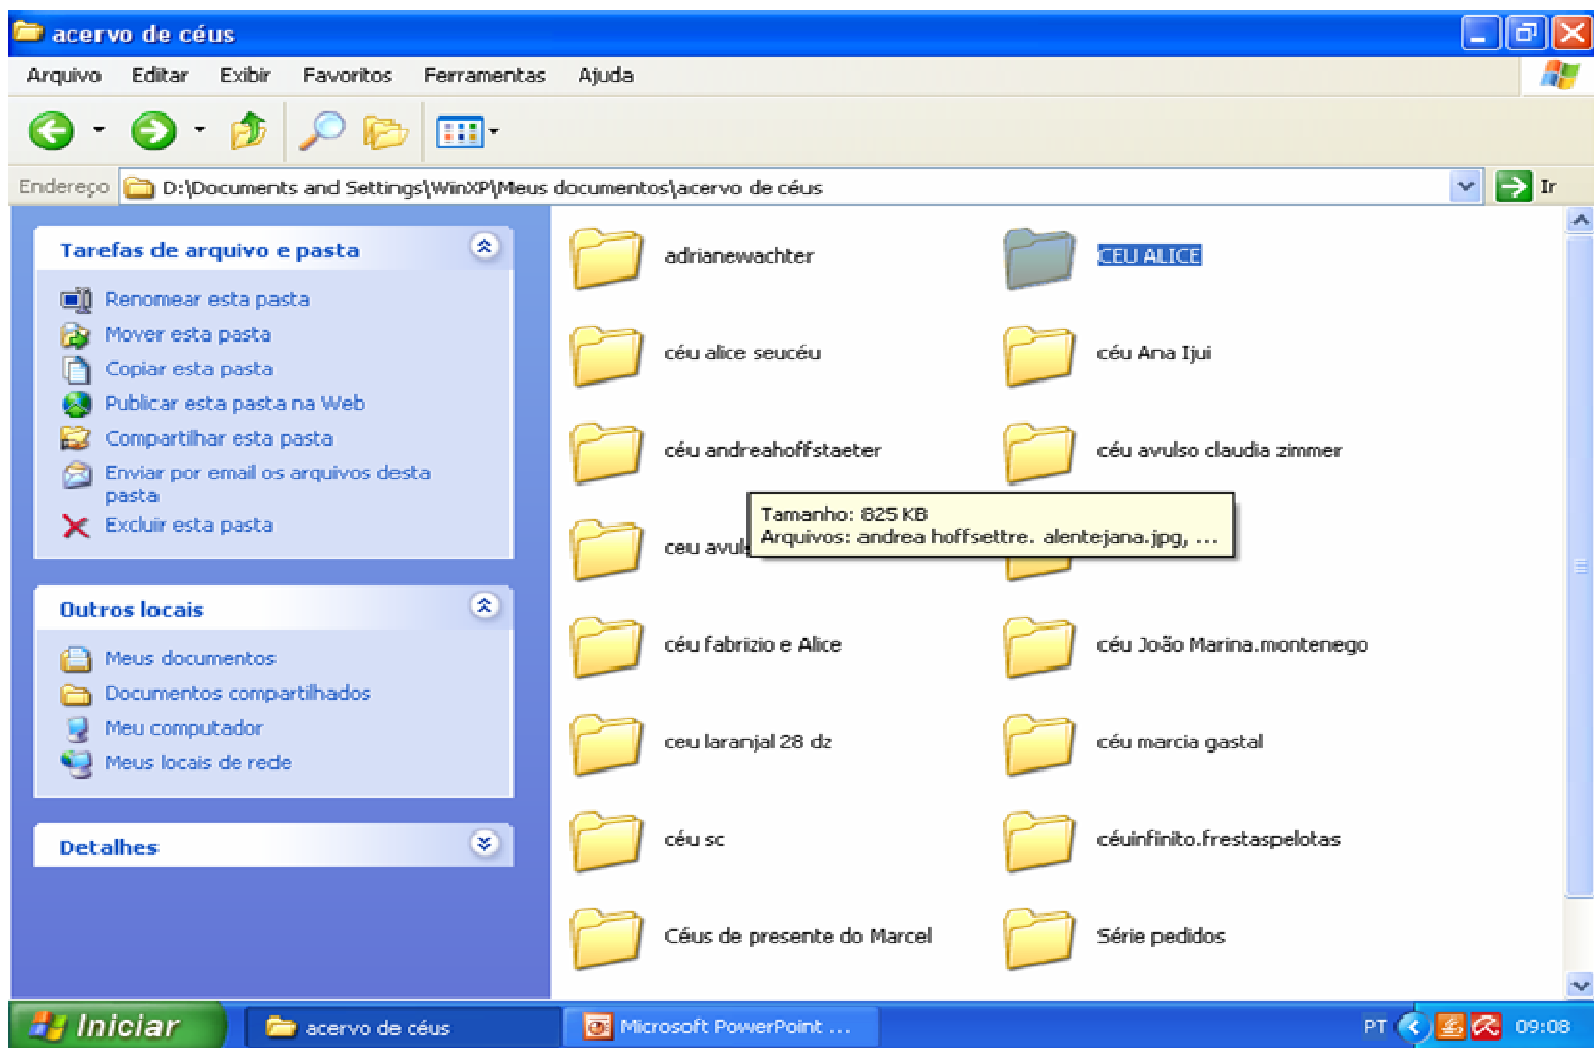 acervo de céus
Arquivo Editar Exibir Favoritos Ferramentas Ajuda
Endereço D:\Documents and Settings\WinXP\Meus documentos\acervo de céus Ir
Tarefas de arquivo e pasta
Renomear esta pasta
Mover esta pasta
Copiar esta pasta
Publicar esta pasta na Web
Compartilhar esta pasta
Enviar por email os arquivos desta
pasta
Excluir esta pasta
Outros locais
Meus documentos
Documentos compartilhados
Meu computador
Meus locais de rede
Detalhes
adrianewachter
CEU ALICE
céu alice seucéu
céu Ana Ijui
céu andreahoffstaeter
céu avulso claudia zimmer
Tamanho: 825 KB
Arquivos: andrea hoffsettre. alentejana.jpg, ...
ceu
céu fabrizio e Alice
céu João Marina.montenego
ceu laranjal 28 dz
céu marcia gastal
céu sc
céuinfinito.frestaspelotas
Céus de presente do Marcel
Série pedidos
Iniciar
acervo de céus
Microsoft PowerPoint ...
PT
09:08